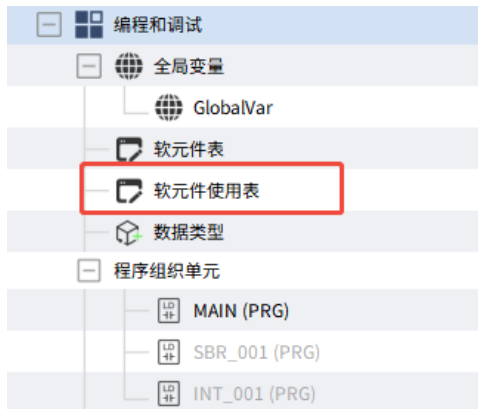 编程和调试
全局变量
GlobalVar
软元件表
软元件使用表
数据类型
程序组织单元
MAIN (PRG)
SBR_001 (PRG)
INT_001 (PRG)